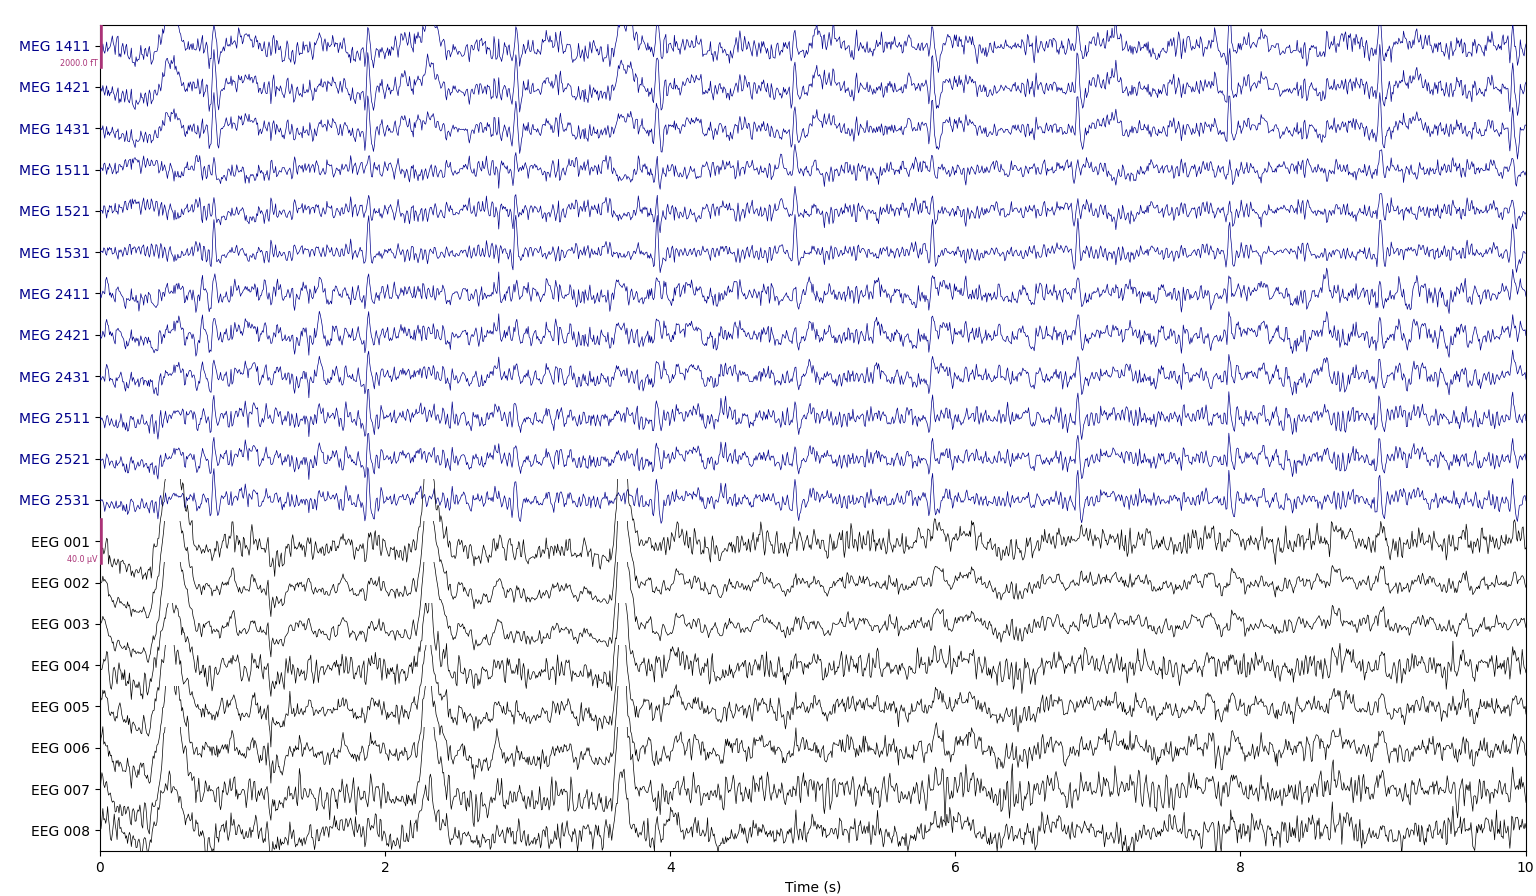 MEG 1411
2000.0 fT
MEG 1421
MEG 1431
MEG 1511
MEG 1521
MEG 1531
MEG 2411
MEG 2421
MEG 2431
MEG 2511
MEG 2521
MEG 2531
EEG 001
40.0 µV
EEG 002
EEG 003
EEG 004
EEG 005
EEG 006
EEG 007
EEG 008
0 2 4 6 8 10
Time (s)